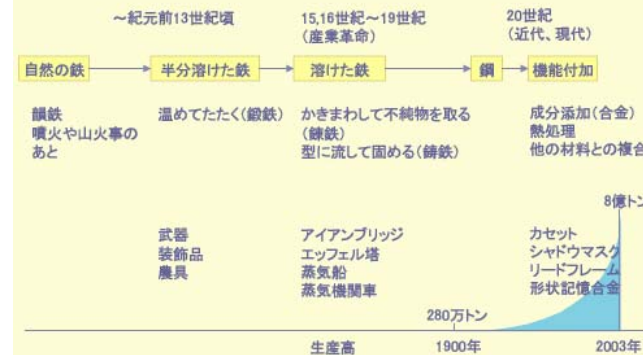 ～紀元前13世紀頃
15,16世紀～19世紀
(産業革命)
20世紀
(近代、現代)
自然の鉄
半分溶けた鉄
溶けた鉄
鋼
機能付加
隕鉄
噴火や山火事の
あと
温めてたたく(鍛鉄)
かきまわして不純物を取る
(錬鉄)
型に流して固める(鋳鉄)
成分添加(合金)
熱処理
他の材料との複合
武器
装飾品
農具
アイアンブリッジ
エッフェル塔
蒸気船
蒸気機関車
カセット
シャドウマスク
リードフレーム
形状記憶合金
8億トン
280万トン
生産高
1900年
2003年